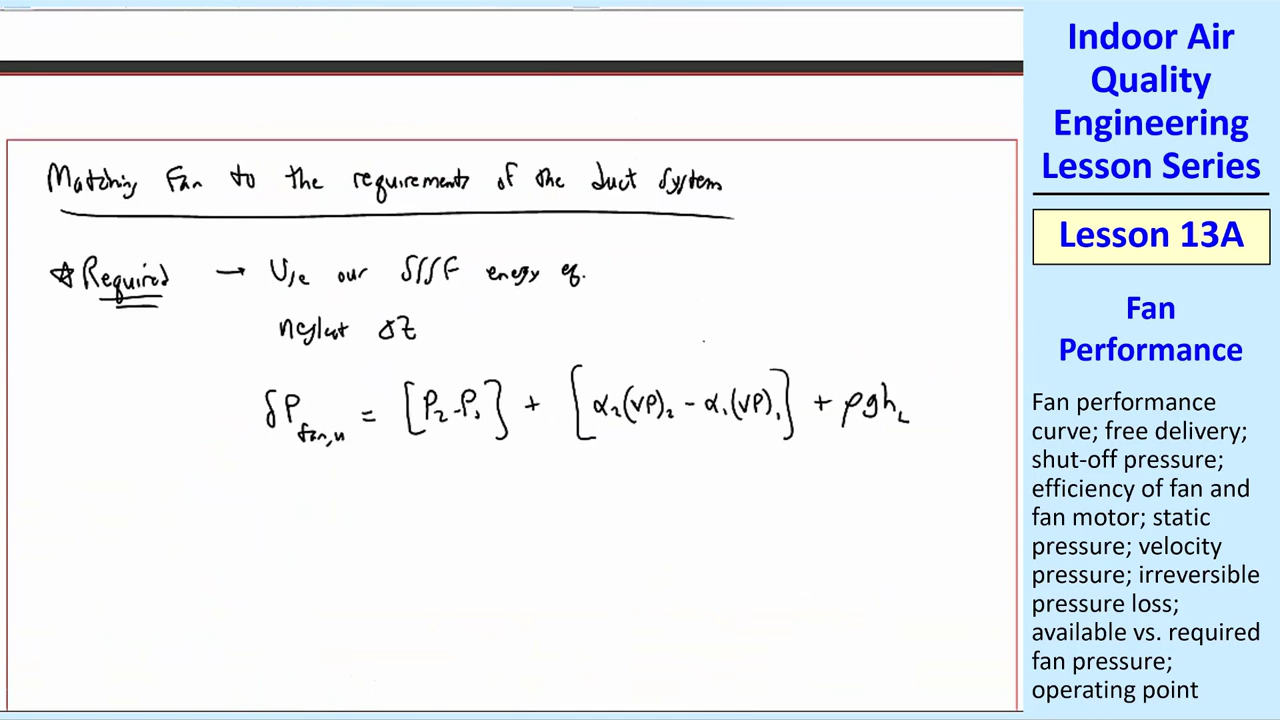 Matching Fan to the requirements of the duct system
☆ Required → Use our SSSF energy eq.
neglect ΔZ
δP_fan,u = [P₂-P₁] + [α₂(VP)₂ - α₁(VP)₁] + ρgh_L
Indoor Air
Quality
Engineering
Lesson Series
Lesson 13A
Fan
Performance
Fan performance
curve; free delivery;
shut-off pressure;
efficiency of fan and
fan motor; static
pressure; velocity
pressure; irreversible
pressure loss;
available vs. required
fan pressure;
operating point